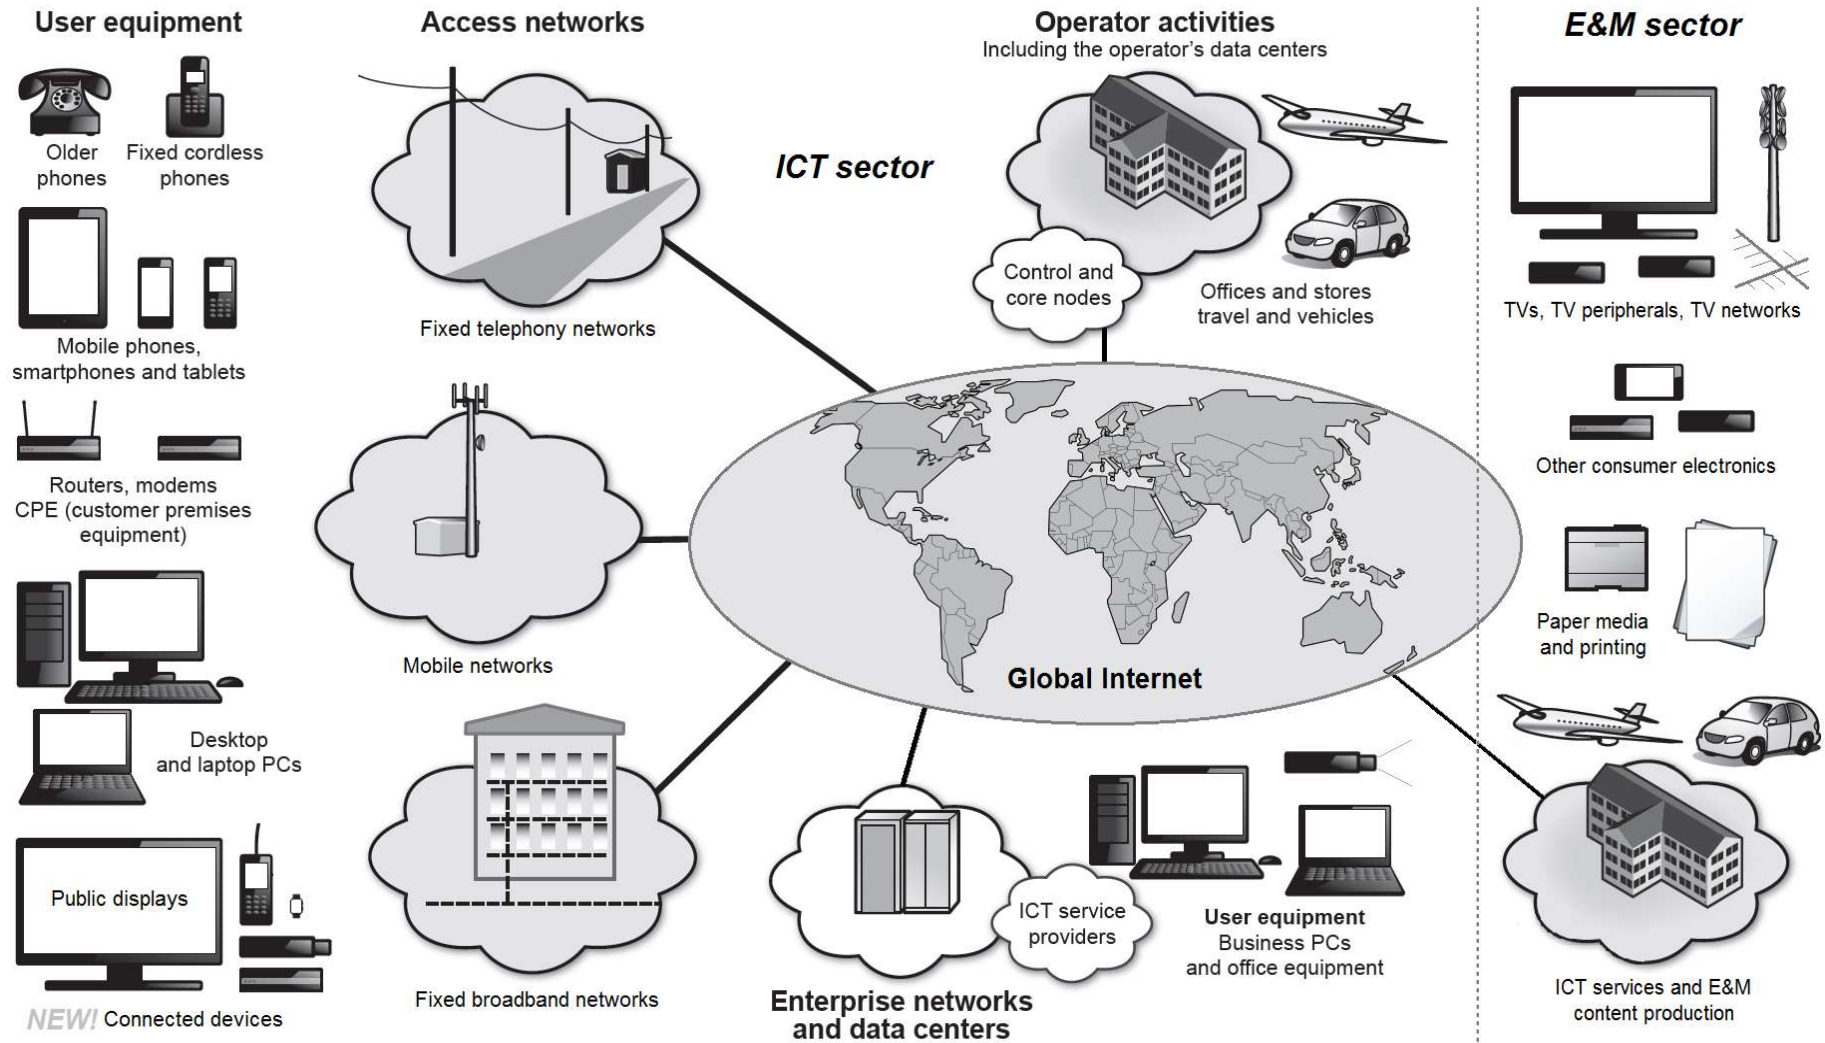 User equipment
Older
phones
Fixed cordless
phones
Mobile phones,
smartphones and tablets
Routers, modems
CPE (customer premises
equipment)
Desktop
and laptop PCs
Public displays
NEW! Connected devices
Access networks
Fixed telephony networks
Mobile networks
Fixed broadband networks
ICT sector
Operator activities
Including the operator's data centers
Control and
core nodes
Offices and stores
travel and vehicles
Global Internet
ICT service
providers
Enterprise networks
and data centers
User equipment
Business PCs
and office equipment
E&M sector
TVs, TV peripherals, TV networks
Other consumer electronics
Paper media
and printing
ICT services and E&M
content production